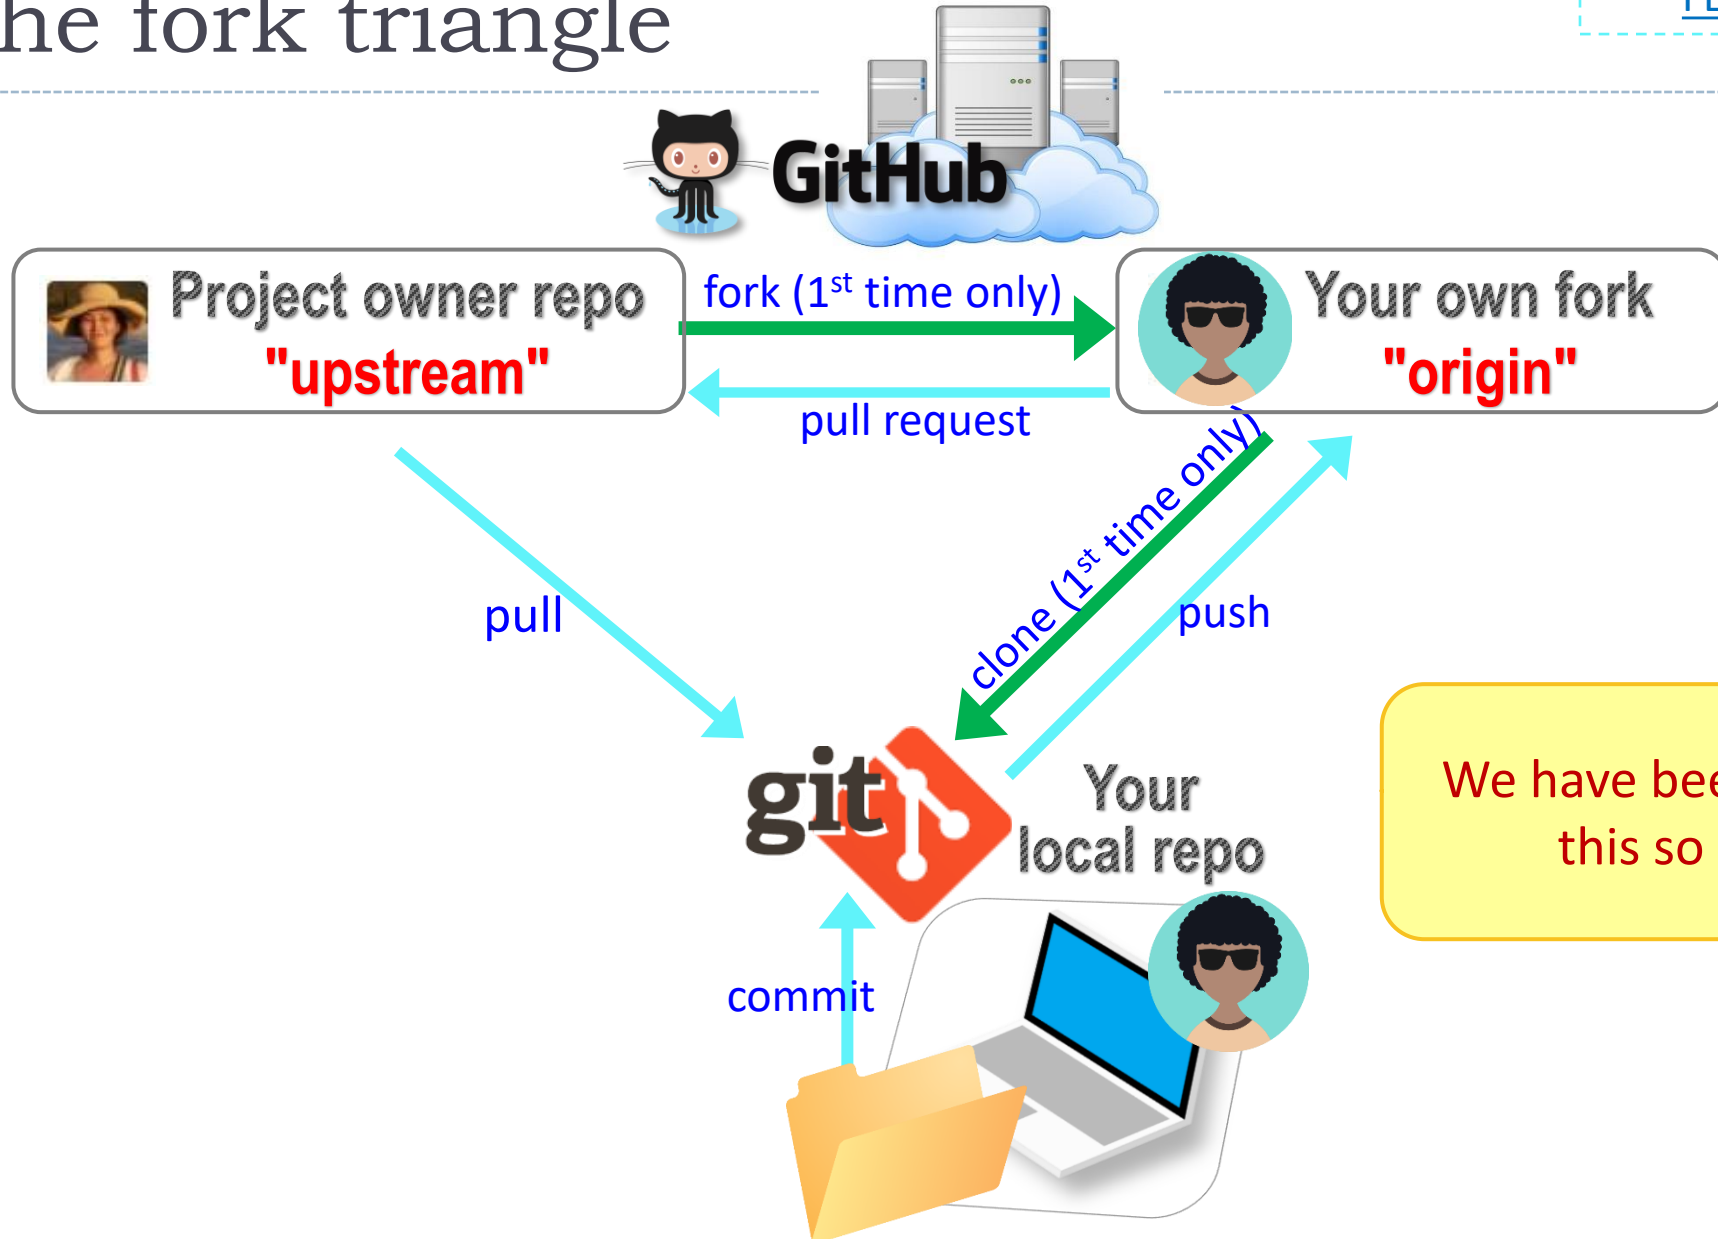 he fork triangle
GitHub
Project owner repo
"upstream"
fork (1st time only)
pull request
Your own fork
"origin"
clone (1st time only)
pull
push
git
Your
local repo
We have bee
this so
commit